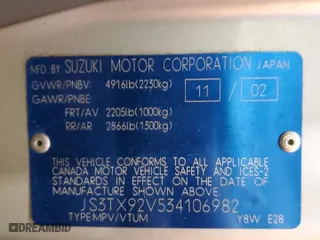 MFD BY SUZUKI MOTOR CORPORATION JAPAN
GVWR/PNBV 4916lb(2230kg)
11 / 02
GAWR/PNBE
FRT/AV 2205lb(1000kg)
RR/AR 2866lb(1300kg)
THIS VEHICLE CONFORMS TO ALL APPLICABLE
CANADA MOTOR VEHICLE SAFETY AND ICES-2
STANDARDS IN EFFECT ON THE DATE OF
MANUFACTURE SHOWN ABOVE.
JS3TX92V534106982
TYPE:MPV/VTUM Y8W E28
DEALERSHIP DISCLOSED